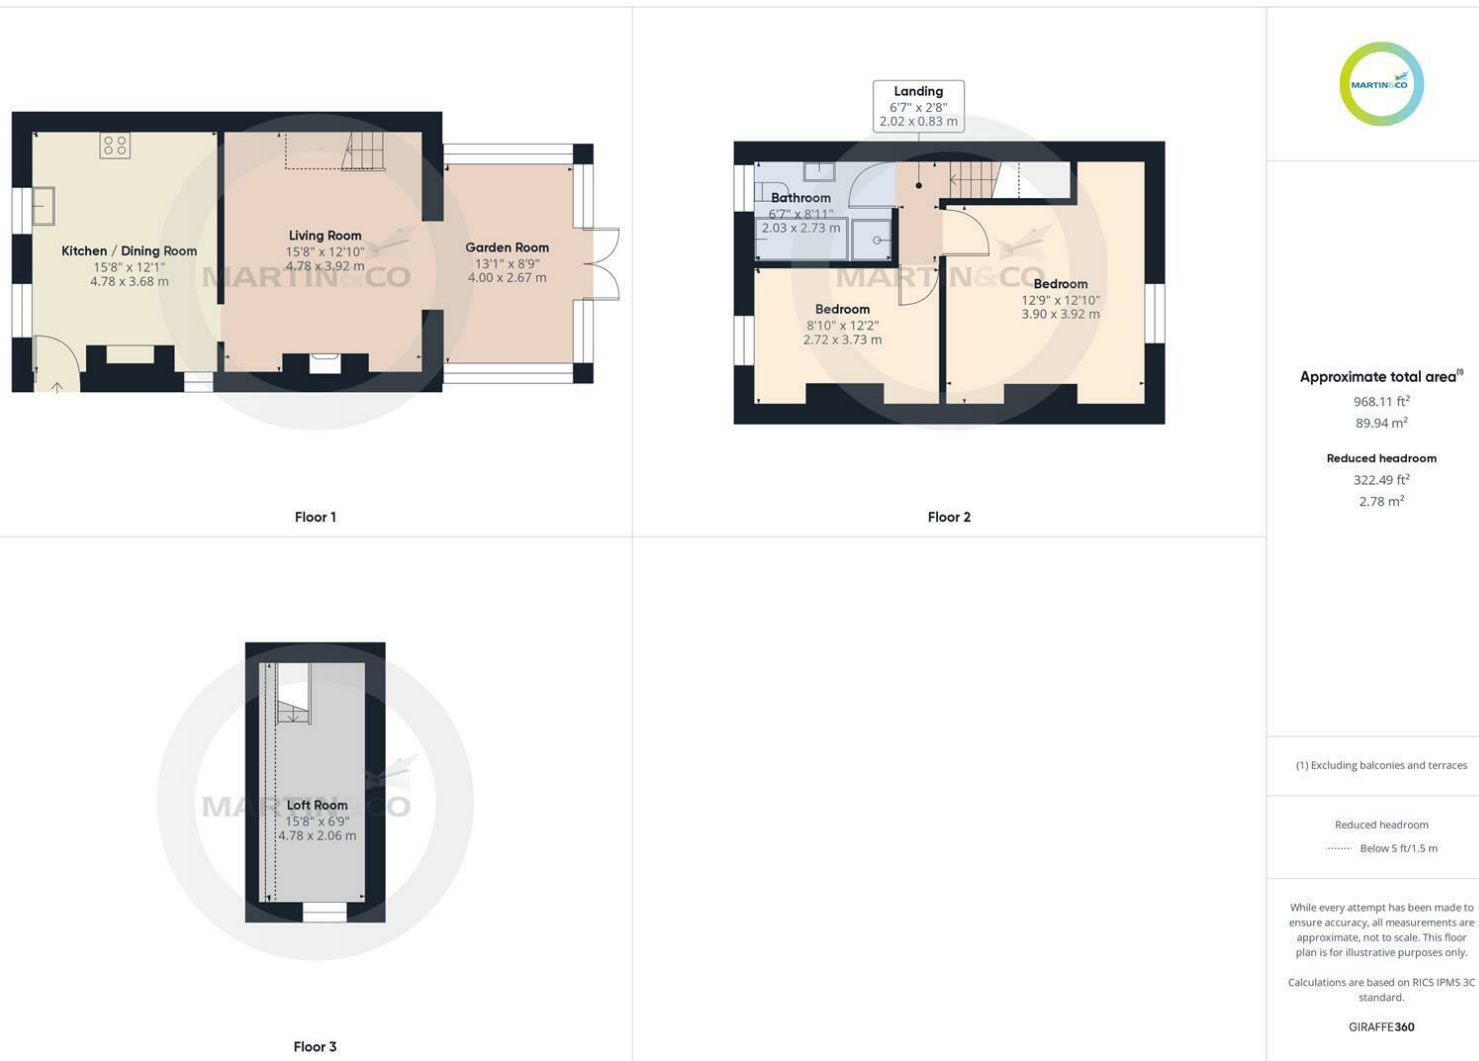 Kitchen / Dining Room
15'8" x 12'1"
4.78 x 3.68 m
Living Room
15'8" x 12'10"
4.78 x 3.92 m
Garden Room
13'1" x 8'9"
4.00 x 2.67 m
MARTIN&CO
Floor 1
Landing
6'7" x 2'8"
2.02 x 0.83 m
Bathroom
6'7" x 8'11"
2.03 x 2.73 m
Bedroom
8'10" x 12'2"
2.72 x 3.73 m
Bedroom
12'9" x 12'10"
3.90 x 3.92 m
MARTIN&CO
Floor 2
Loft Room
15'8" x 6'9"
4.78 x 2.06 m
MARTIN&CO
Floor 3
MARTIN&CO
Approximate total area(1)
968.11 ft²
89.94 m²
Reduced headroom
322.49 ft²
2.78 m²
(1) Excluding balconies and terraces
Reduced headroom
Below 5 ft/1.5 m
While every attempt has been made to
ensure accuracy, all measurements are
approximate, not to scale. This floor
plan is for illustrative purposes only.
Calculations are based on RICS IPMS 3C
standard.
GIRAFFE360